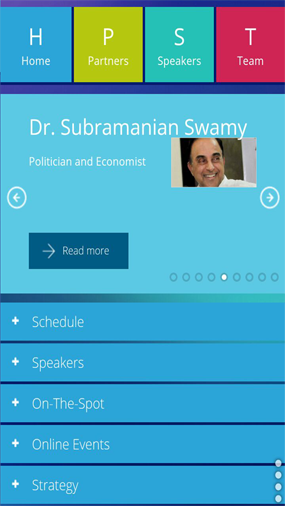 H
Home
P
Partners
S
Speakers
T
Team
Dr. Subramanian Swamy
Politician and Economist
Read more
Schedule
Speakers
On-The-Spot
Online Events
Strategy